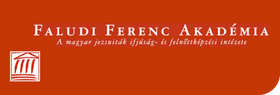 Faludi Ferenc Akadémia
A magyar jezsuiták ifjúság- és felnőttképzési intézete